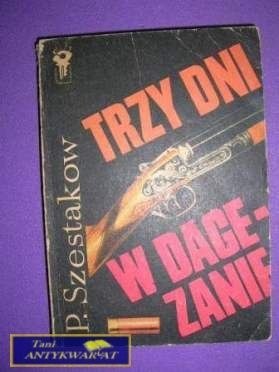 P. Szestakow
TRZY DNI
W DAGE-
ZANIE
Tani
ANTYKWARIAT